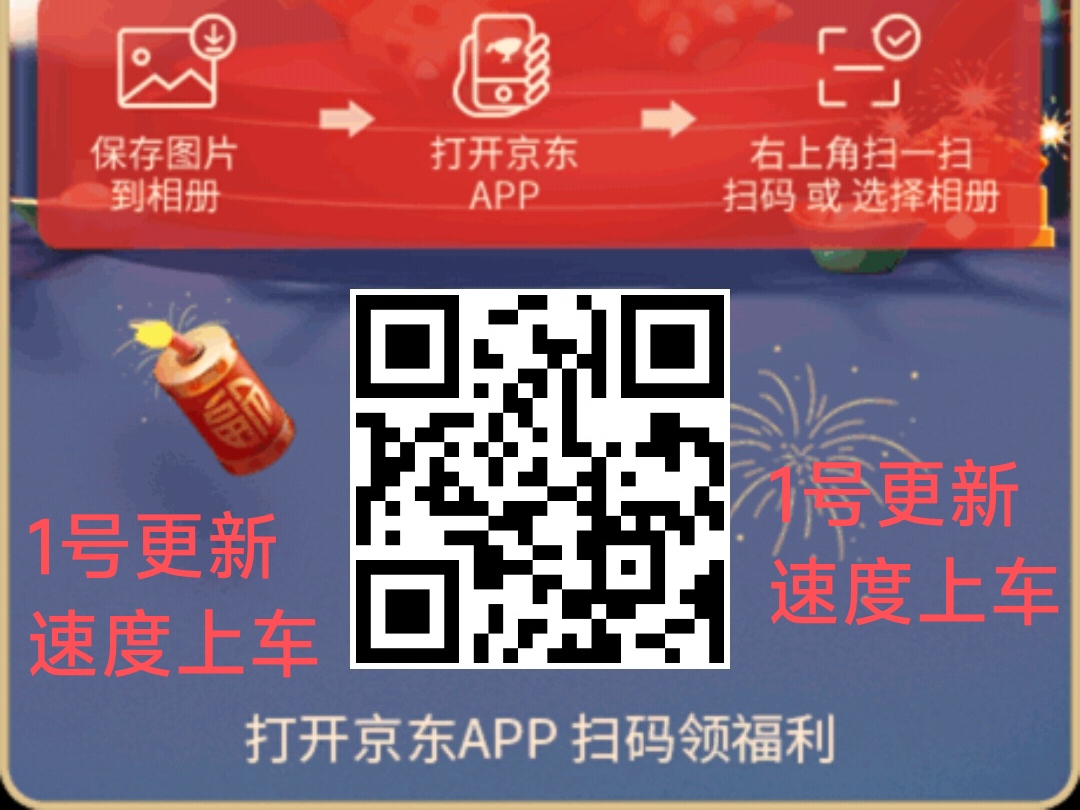 保存图片
到相册
打开京东
APP
右上角扫一扫
扫码 或 选择相册
福
1号更新
速度上车
1号更新
速度上车
打开京东APP 扫码领福利